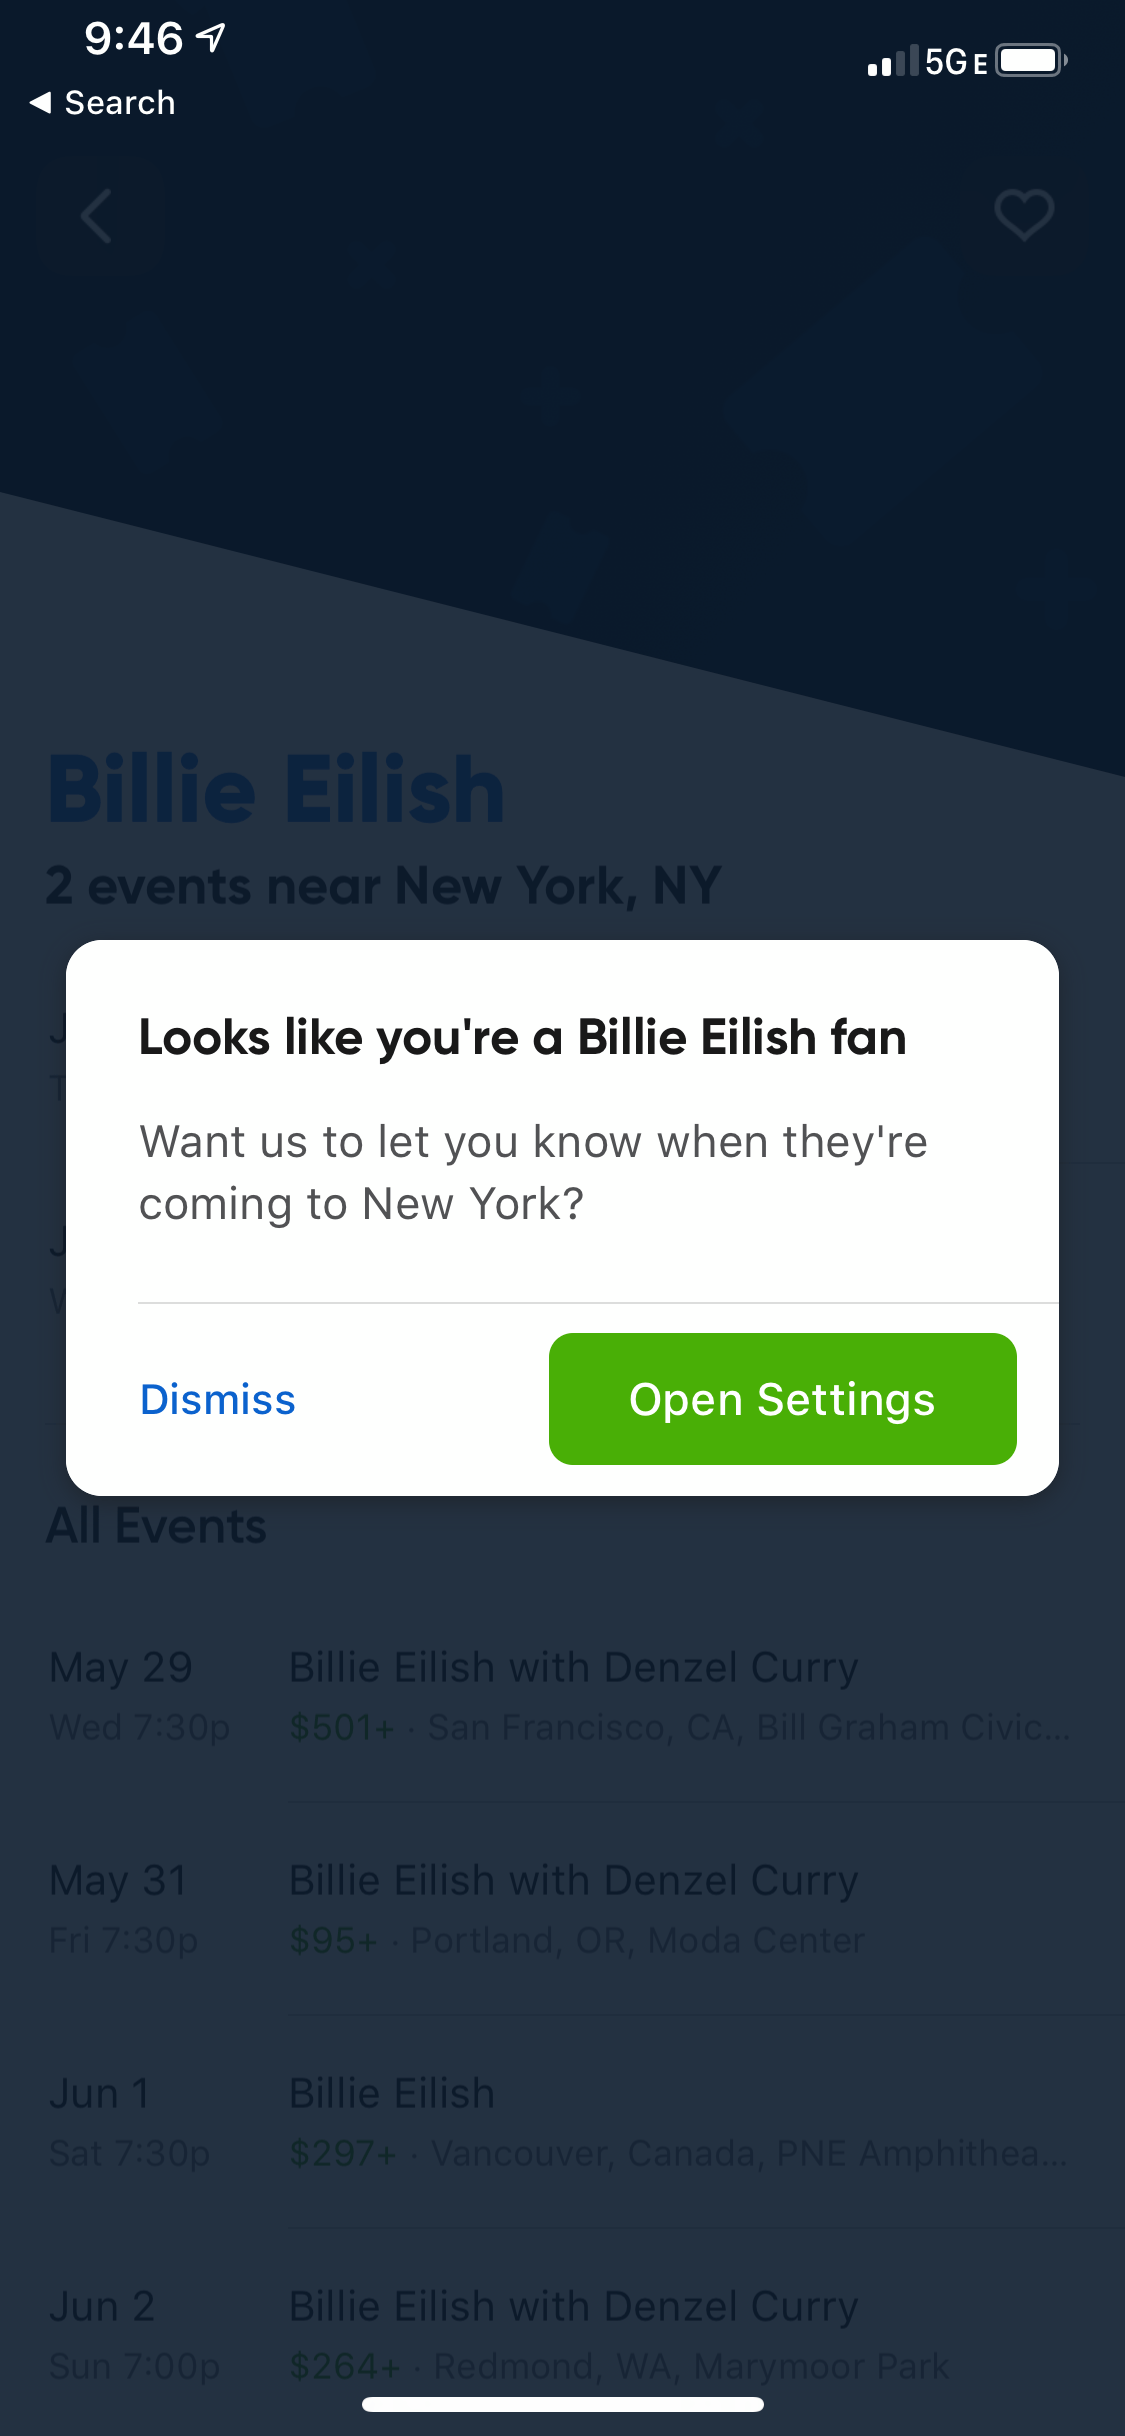 9:46
5G E
Search
Billie Eilish
2 events near New York, NY
J
T
J
W
Looks like you're a Billie Eilish fan
Want us to let you know when they're
coming to New York?
Dismiss
Open Settings
All Events
May 29
Billie Eilish with Denzel Curry
Wed 7:30p
$501+ · San Francisco, CA, Bill Graham Civic...
May 31
Billie Eilish with Denzel Curry
Fri 7:30p
$95+ · Portland, OR, Moda Center
Jun 1
Billie Eilish
Sat 7:30p
$297+ · Vancouver, Canada, PNE Amphithea...
Jun 2
Billie Eilish with Denzel Curry
Sun 7:00p
$264+ · Redmond, WA, Marymoor Park